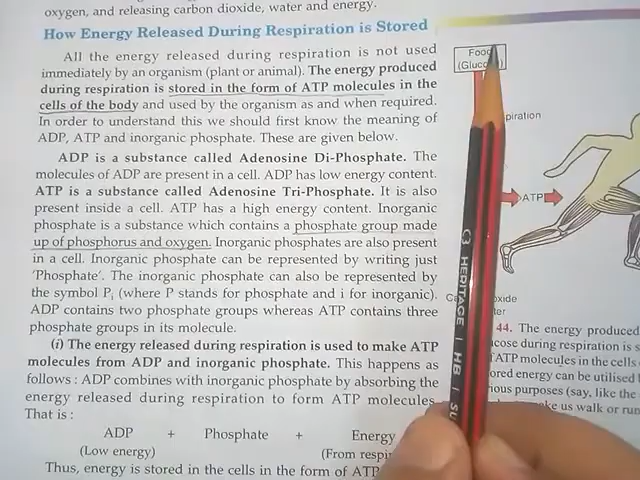 oxygen, and releasing carbon dioxide, water and energy.
How Energy Released During Respiration is Stored
All the energy released during respiration is not used
immediately by an organism (plant or animal). The energy produced
during respiration is stored in the form of ATP molecules in the
cells of the body and used by the organism as and when required.
In order to understand this we should first know the meaning of
ADP, ATP and inorganic phosphate. These are given below.
ADP is a substance called Adenosine Di-Phosphate. The
molecules of ADP are present in a cell. ADP has low energy content.
ATP is a substance called Adenosine Tri-Phosphate. It is also
present inside a cell. ATP has a high energy content. Inorganic
phosphate is a substance which contains a phosphate group made
up of phosphorus and oxygen. Inorganic phosphates are also present
in a cell. Inorganic phosphate can be represented by writing just
'Phosphate'. The inorganic phosphate can also be represented by
the symbol Pi (where P stands for phosphate and i for inorganic).
ADP contains two phosphate groups whereas ATP contains three
phosphate groups in its molecule.
(i) The energy released during respiration is used to make ATP
molecules from ADP and inorganic phosphate. This happens as
follows : ADP combines with inorganic phosphate by absorbing the
energy released during respiration to form ATP molecules.
That is :
ADP + Phosphate + Energy
(Low energy) (From
Thus, energy is stored in the cells in the form of ATP
Food
ATP
44. The energy produced
during respiration is
ATP molecules in the cells
energy can be utilised
purposes (say, like the
us walk or run
C3 HERITAGE | HB |